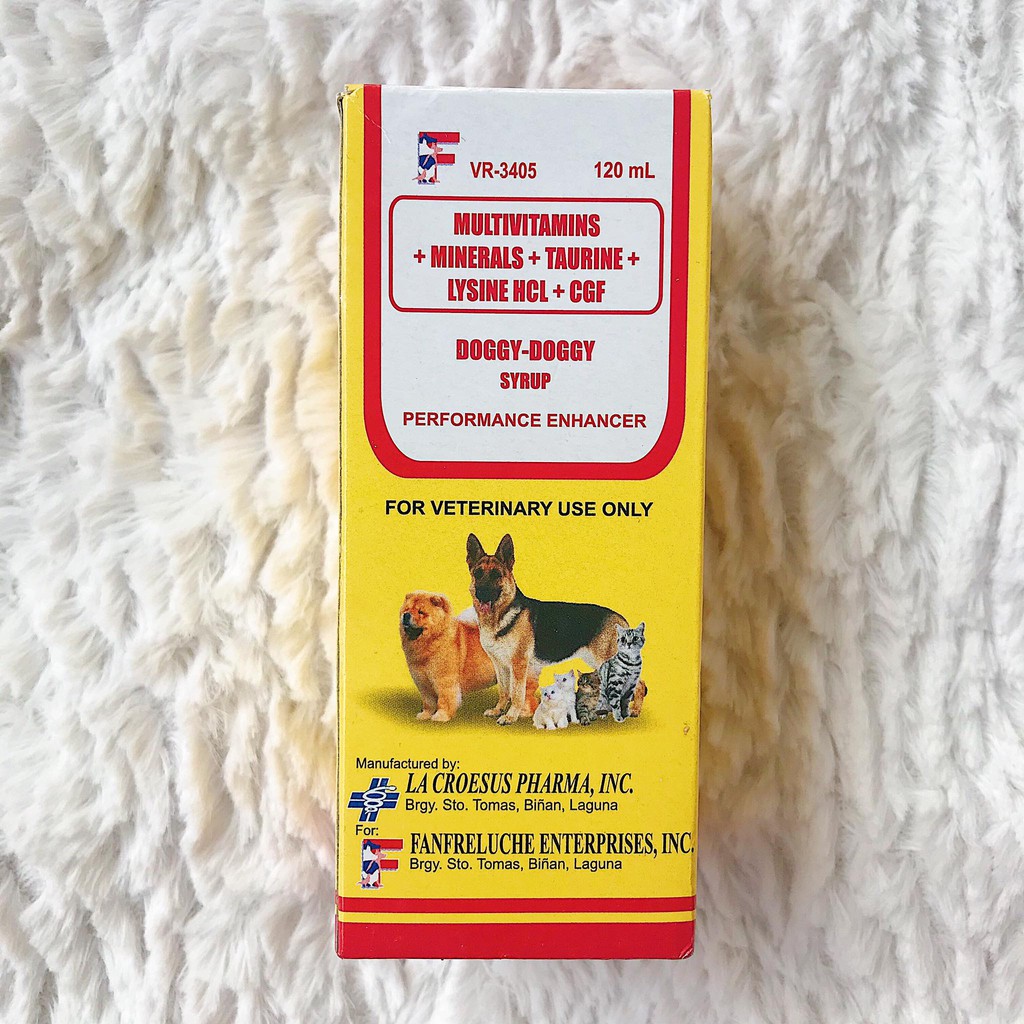 F VR-3405 120 mL
MULTIVITAMINS
+ MINERALS + TAURINE +
LYSINE HCL + CGF
DOGGY-DOGGY
SYRUP
PERFORMANCE ENHANCER
FOR VETERINARY USE ONLY
Manufactured by:
LA CROESUS PHARMA, INC.
Brgy. Sto. Tomas, Biñan, Laguna
For:
F FANFRELUCHE ENTERPRISES, INC.
Brgy. Sto. Tomas, Biñan, Laguna